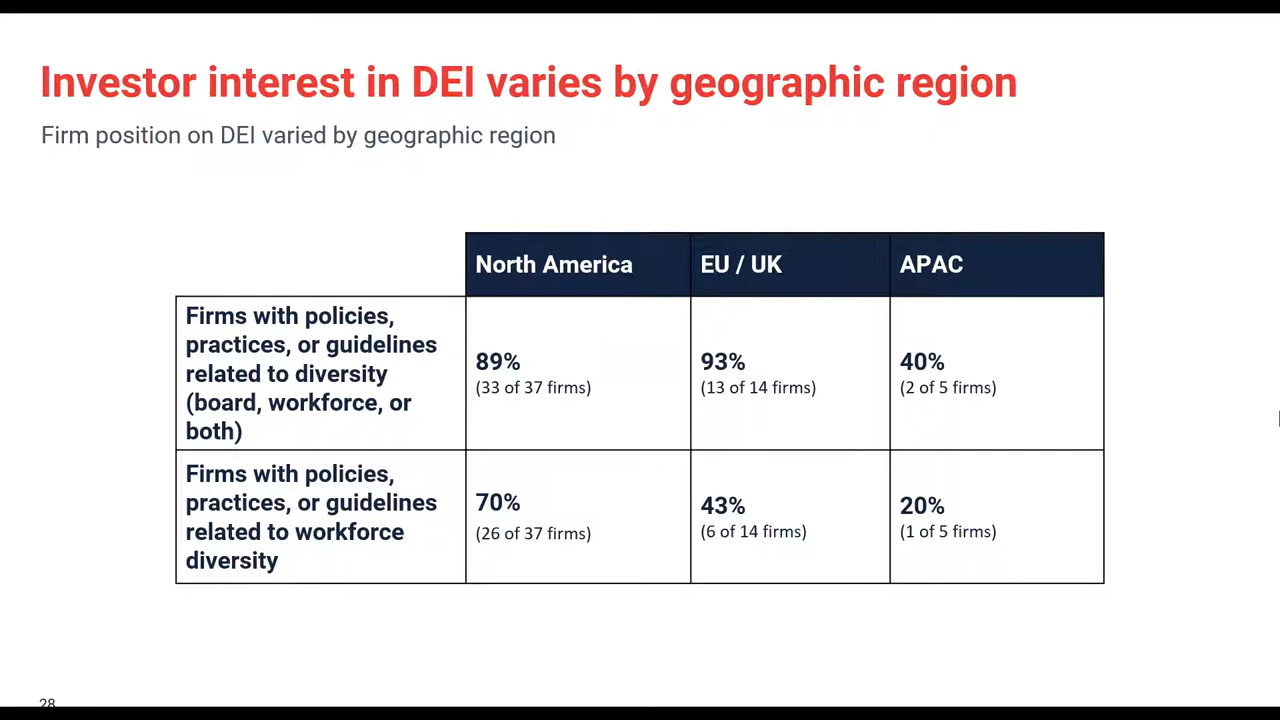 Investor interest in DEI varies by geographic region
Firm position on DEI varied by geographic region
North America
EU / UK
APAC
Firms with policies,
practices, or guidelines
related to diversity
(board, workforce, or
both)
89%
(33 of 37 firms)
93%
(13 of 14 firms)
40%
(2 of 5 firms)
Firms with policies,
practices, or guidelines
related to workforce
diversity
70%
(26 of 37 firms)
43%
(6 of 14 firms)
20%
(1 of 5 firms)
28